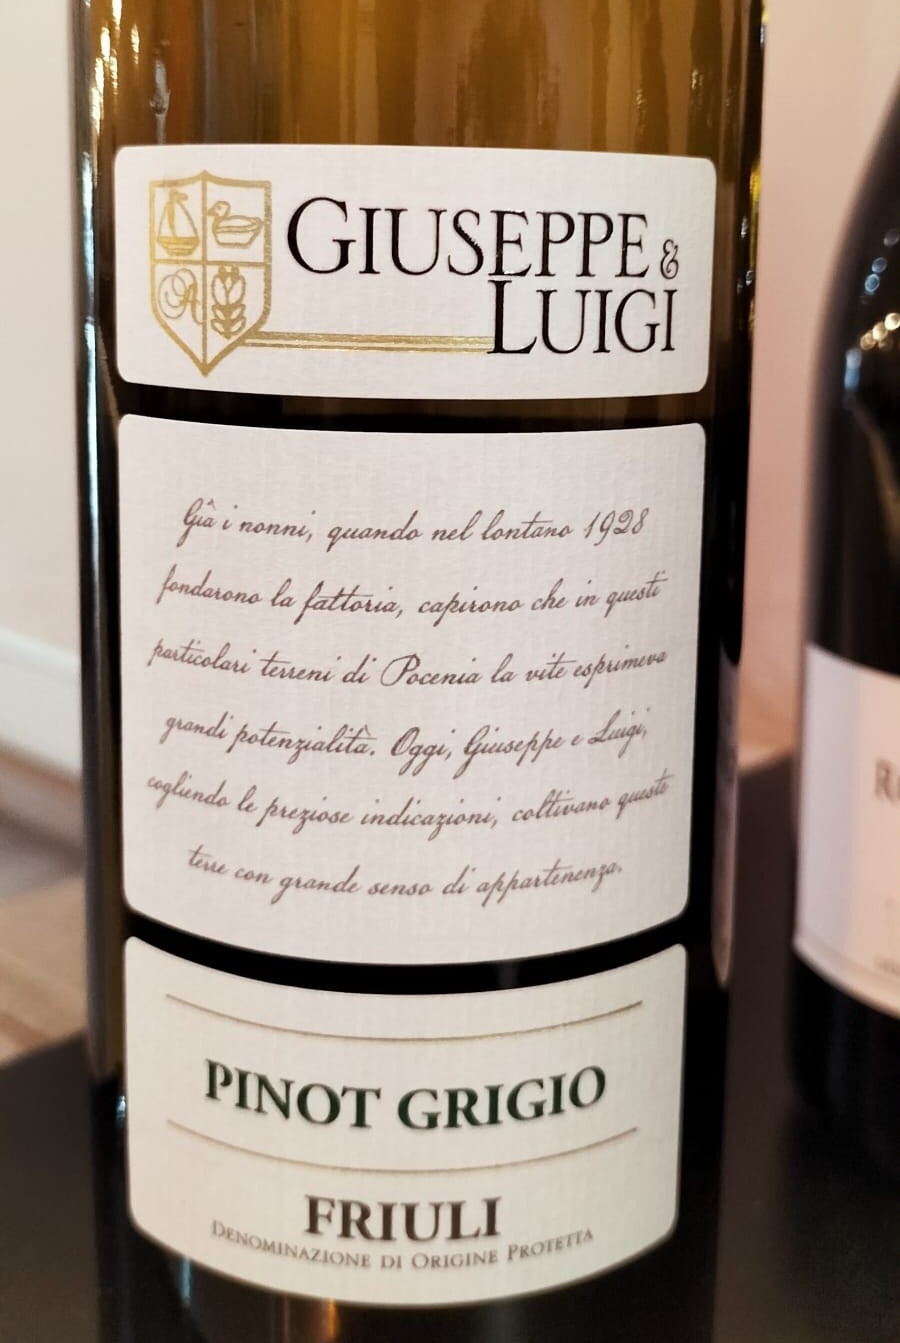 GIUSEPPE &
LUIGI
Già i nonni, quando nel lontano 1928
fondarono la fattoria, capirono che in questi
particolari terreni di Pocenia la vite esprimeva
grandi potenzialità. Oggi, Giuseppe e Luigi,
cogliendo le preziose indicazioni, coltivano queste
terre con grande senso di appartenenza.
PINOT GRIGIO
FRIULI
DENOMINAZIONE DI ORIGINE PROTETTA